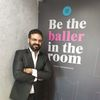 Be the
baller
in the
room